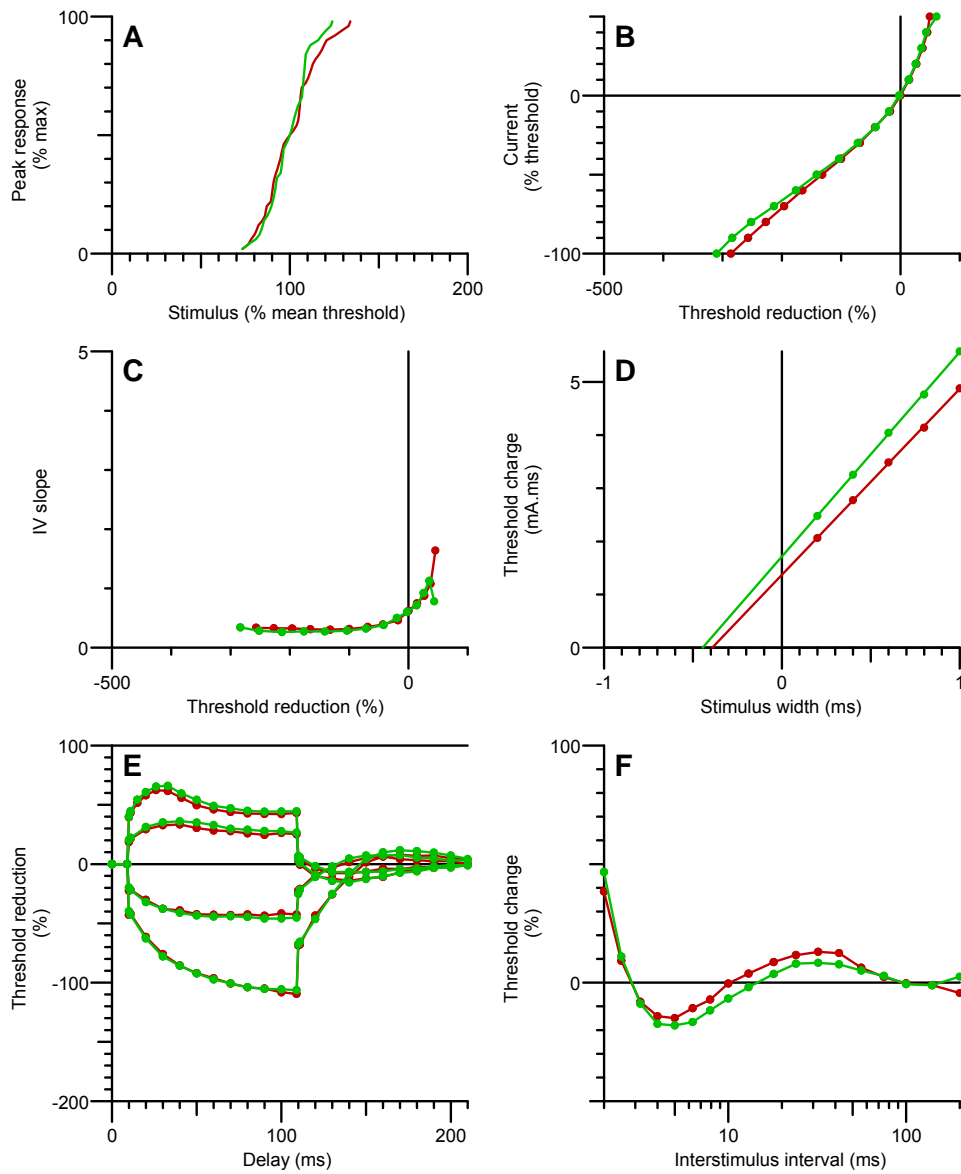 A
100
0
Peak response
(% max)
0
100
200
Stimulus (% mean threshold)
B
0
-100
Current
(% threshold)
-500
0
Threshold reduction (%)
C
5
0
IV slope
-500
0
Threshold reduction (%)
D
5
0
Threshold charge
(mA.ms)
-1
0
1
Stimulus width (ms)
E
100
0
-100
-200
Threshold reduction
(%)
0
100
200
Delay (ms)
F
100
0
Threshold change
(%)
10
100
Interstimulus interval (ms)